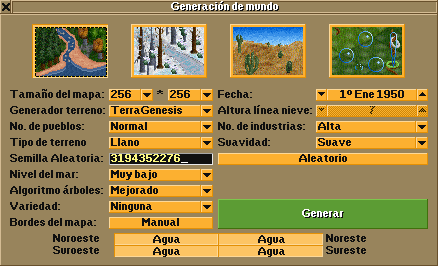 Generación de mundo
Tamaño del mapa: 256 * 256 Fecha: 1º Ene 1950
Generador terreno: TerraGenesis Altura línea nieve: 7
No. de pueblos: Normal No. de industrias: Alta
Tipo de terreno Llano Suavidad: Suave
Semilla Aleatoria: 3194352276_ Aleatorio
Nivel del mar: Muy bajo
Algoritmo árboles: Mejorado
Variedad: Ninguna Generar
Bordes del mapa: Manual
Noroeste Agua Agua Noreste
Suroeste Agua Agua Sureste